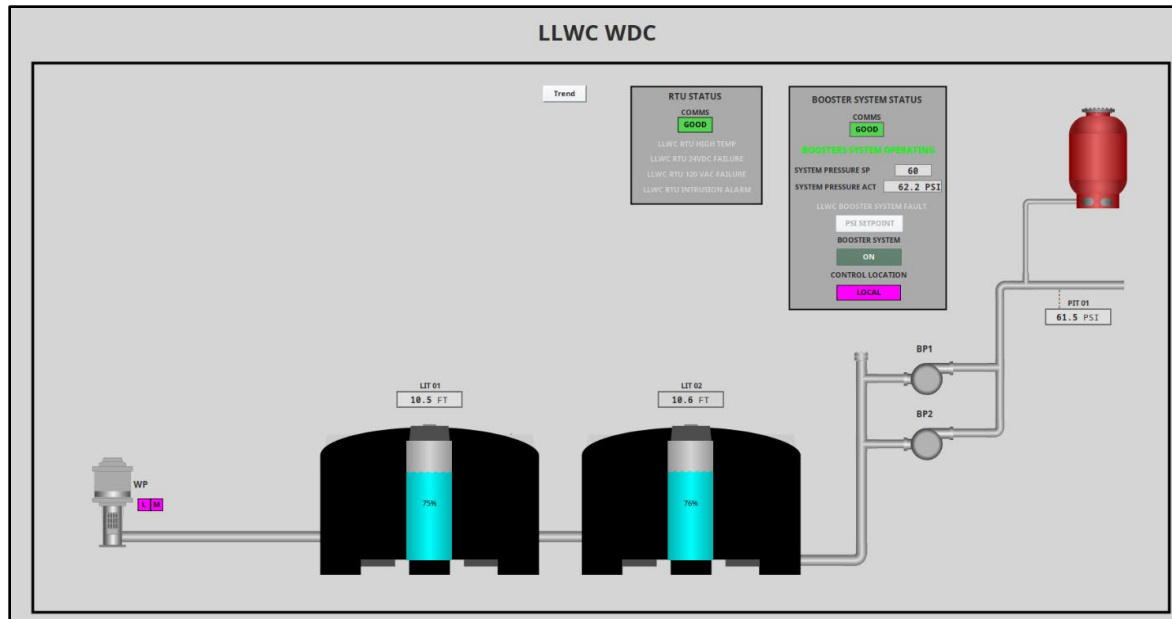 LLWC WDC
Trend
RTU STATUS
COMMS
GOOD
LLWC RTU HIGH TEMP
LLWC RTU 24VDC FAILURE
LLWC RTU 120 VAC FAILURE
LLWC RTU INTRUSION ALARM
BOOSTER SYSTEM STATUS
COMMS
GOOD
BOOSTERS SYSTEM OPERATING
SYSTEM PRESSURE SP 60
SYSTEM PRESSURE ACT 62.2 PSI
LLWC BOOSTER SYSTEM FAULT
PSI SETPOINT
BOOSTER SYSTEM
ON
CONTROL LOCATION
LOCAL
PIT 01
61.5 PSI
BP1
BP2
LIT 01
10.5 FT
LIT 02
10.6 FT
WP
L M
75%
76%